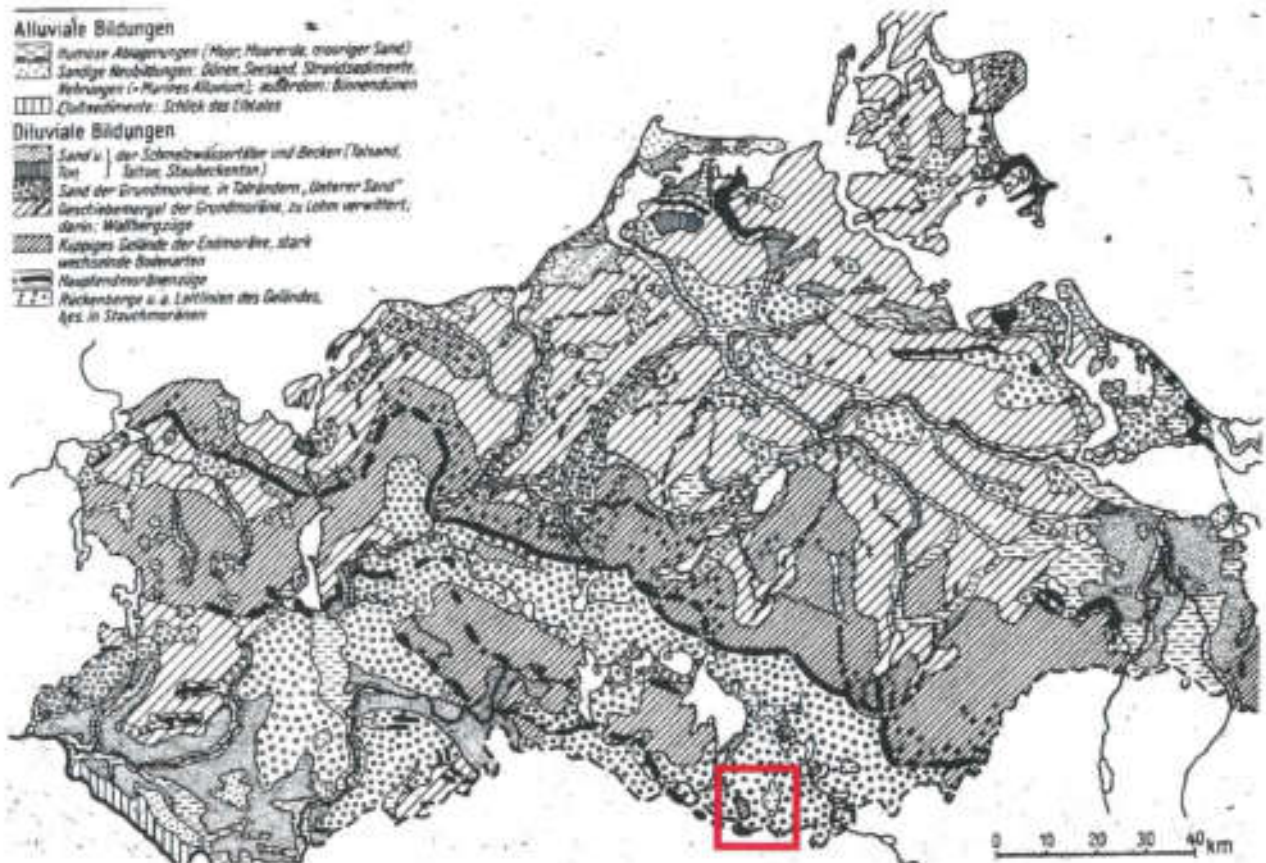 Alluviale Bildungen
Humose Ablagerungen (Moor, Moorerde, mooriger Sand)
Sandige Neubildungen: Dünen, Seesand, Strandsedimente,
Nehrungen (= Marines Alluvium); außerdem: Binnendünen
Schlick des Elbtales
Diluviale Bildungen
Sand u. } der Schmelzwassertäler und Becken (Talsand,
Ton Talton, Staubeckenton)
Sand der Grundmoräne, in Talrändern „Unterer Sand"
Geschiebemergel der Grundmoräne, zu Lehm verwittert;
darin: Wallbergzüge
Kuppiges Gelände der Endmoräne, stark
wechselnde Bodenarten
Hauptendmoränenzüge
Rückenberge u. a. Leitlinien des Geländes,
bes. in Stauchmoränen
0 10 20 30 40 km